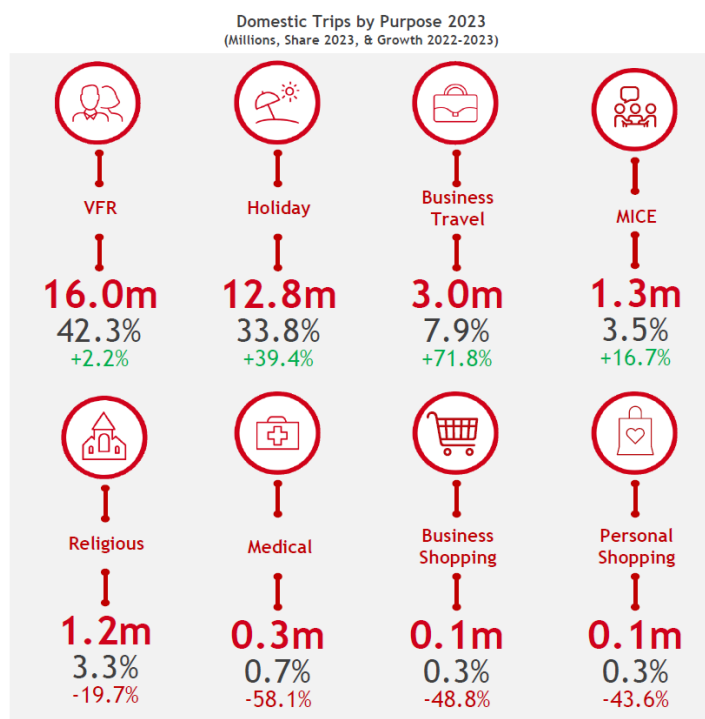 Domestic Trips by Purpose 2023
(Millions, Share 2023, & Growth 2022-2023)
VFR
16.0m
42.3%
+2.2%
Holiday
12.8m
33.8%
+39.4%
Business
Travel
3.0m
7.9%
+71.8%
MICE
1.3m
3.5%
+16.7%
Religious
1.2m
3.3%
-19.7%
Medical
0.3m
0.7%
-58.1%
Business
Shopping
0.1m
0.3%
-48.8%
Personal
Shopping
0.1m
0.3%
-43.6%